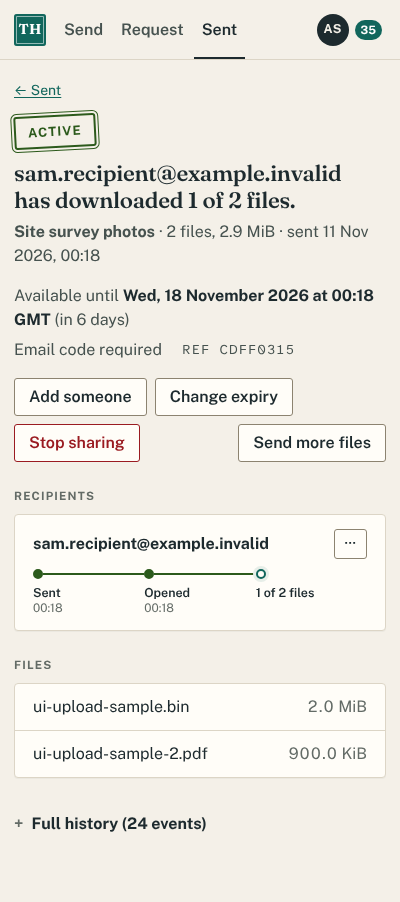 TH Send Request Sent AS 35
← Sent
ACTIVE
sam.recipient@example.invalid
has downloaded 1 of 2 files.
Site survey photos · 2 files, 2.9 MiB · sent 11 Nov
2026, 00:18
Available until Wed, 18 November 2026 at 00:18
GMT (in 6 days)
Email code required REF CDFF0315
Add someone Change expiry
Stop sharing Send more files
RECIPIENTS
sam.recipient@example.invalid ...
Sent Opened 1 of 2 files
00:18 00:18
FILES
ui-upload-sample.bin 2.0 MiB
ui-upload-sample-2.pdf 900.0 KiB
+ Full history (24 events)